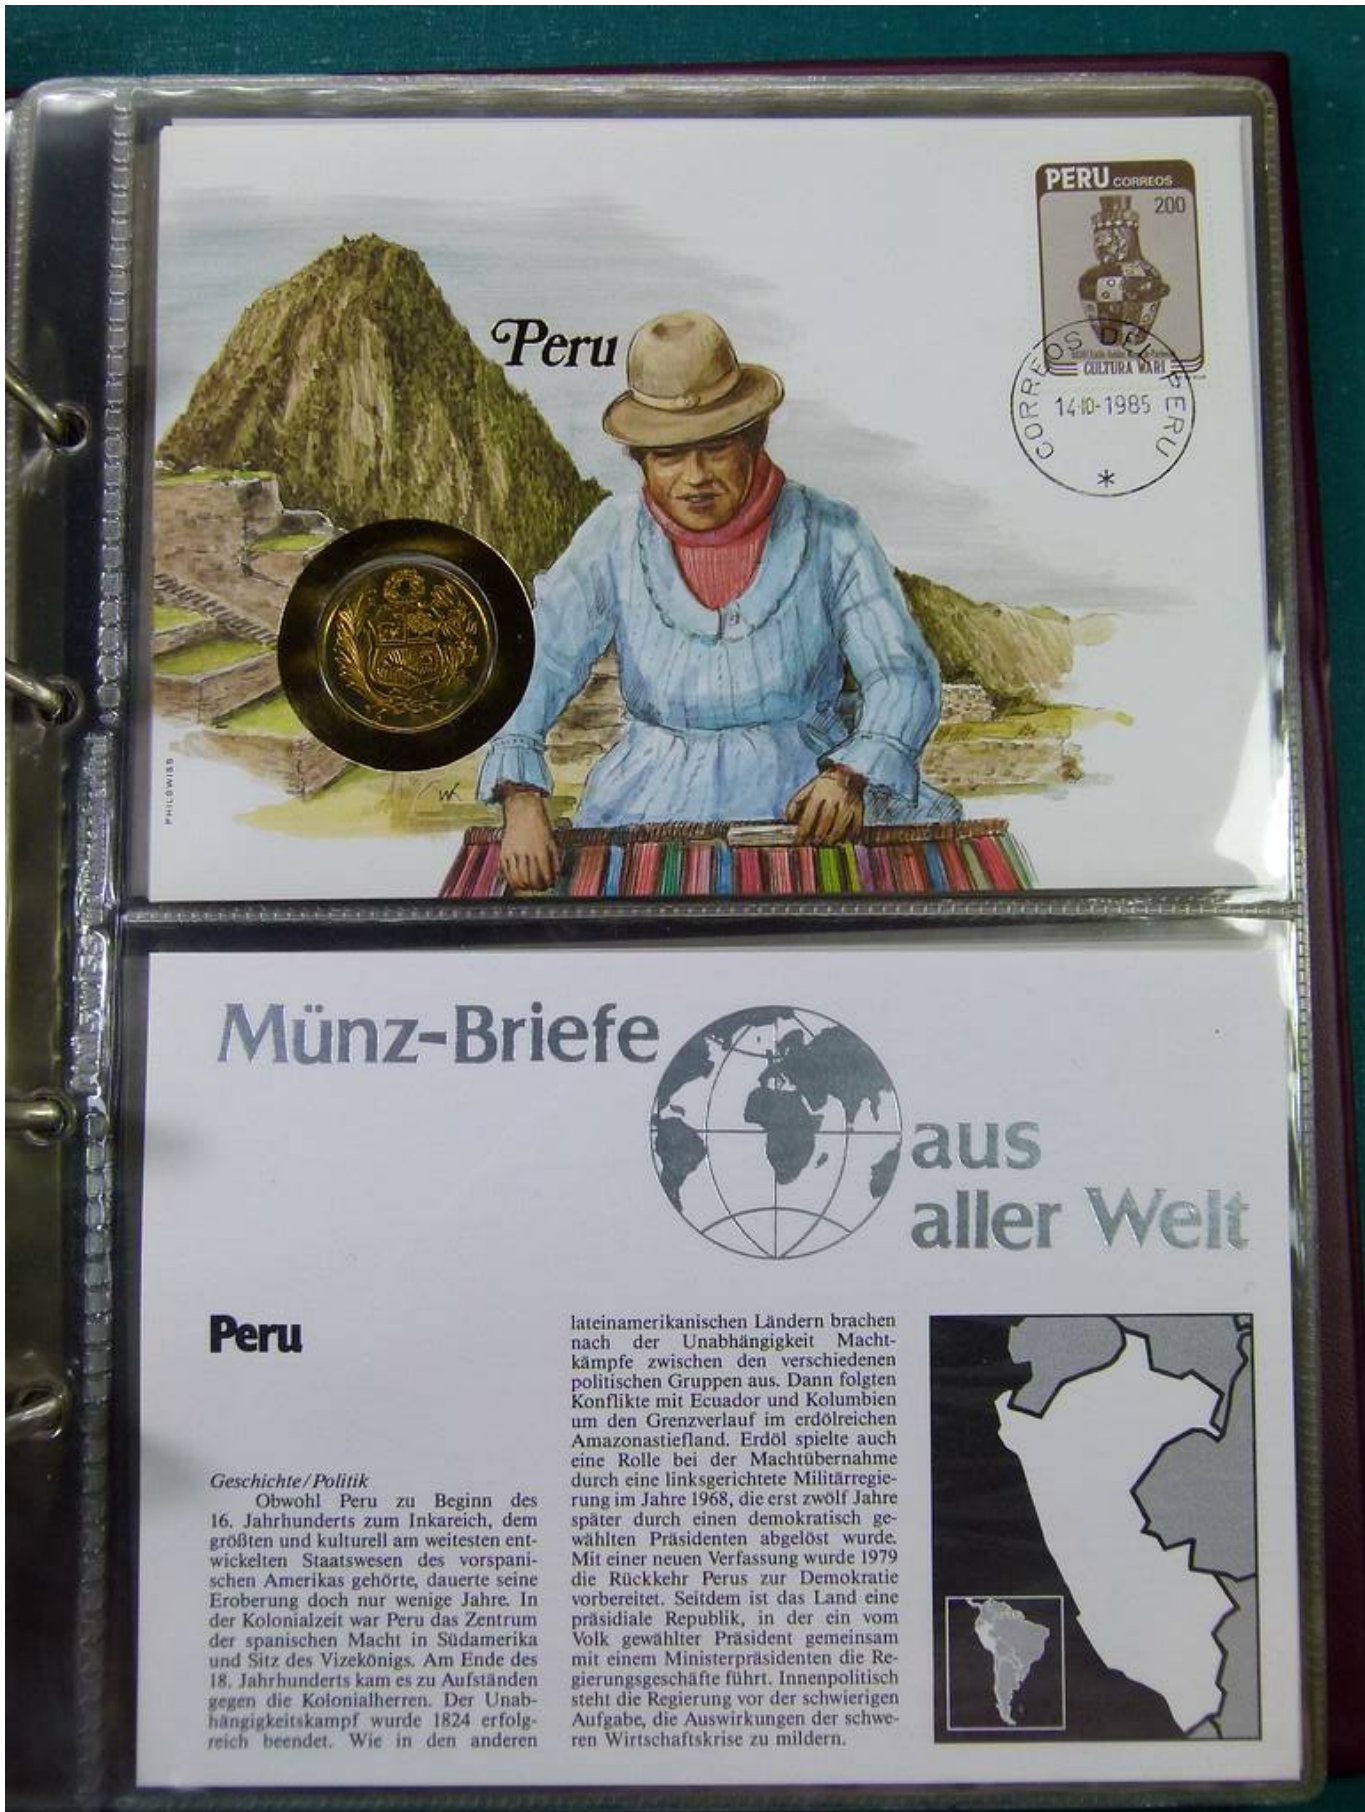 PERU CORREOS
200
Peru
CULTURA WARI
CORREOS DEL PERU
14-10-1985
*
PHILSWISS
WK
Münz-Briefe
aus
aller Welt
Peru
Geschichte/Politik
Obwohl Peru zu Beginn des
16. Jahrhunderts zum Inkareich, dem
größten und kulturell am weitesten ent-
wickelten Staatswesen des vorspani-
schen Amerikas gehörte, dauerte seine
Eroberung doch nur wenige Jahre. In
der Kolonialzeit war Peru das Zentrum
der spanischen Macht in Südamerika
und Sitz des Vizekönigs. Am Ende des
18. Jahrhunderts kam es zu Aufständen
gegen die Kolonialherren. Der Unab-
hängigkeitskampf wurde 1824 erfolg-
reich beendet. Wie in den anderen
lateinamerikanischen Ländern brachen
nach der Unabhängigkeit Macht-
kämpfe zwischen den verschiedenen
politischen Gruppen aus. Dann folgten
Konflikte mit Ecuador und Kolumbien
um den Grenzverlauf im erdölreichen
Amazonastiefland. Erdöl spielte auch
eine Rolle bei der Machtübernahme
durch eine linksgerichtete Militärregie-
rung im Jahre 1968, die erst zwölf Jahre
später durch einen demokratisch ge-
wählten Präsidenten abgelöst wurde.
Mit einer neuen Verfassung wurde 1979
die Rückkehr Perus zur Demokratie
vorbereitet. Seitdem ist das Land eine
präsidiale Republik, in der ein vom
Volk gewählter Präsident gemeinsam
mit einem Ministerpräsidenten die Re-
gierungsgeschäfte führt. Innenpolitisch
steht die Regierung vor der schwierigen
Aufgabe, die Auswirkungen der schwe-
ren Wirtschaftskrise zu mildern.